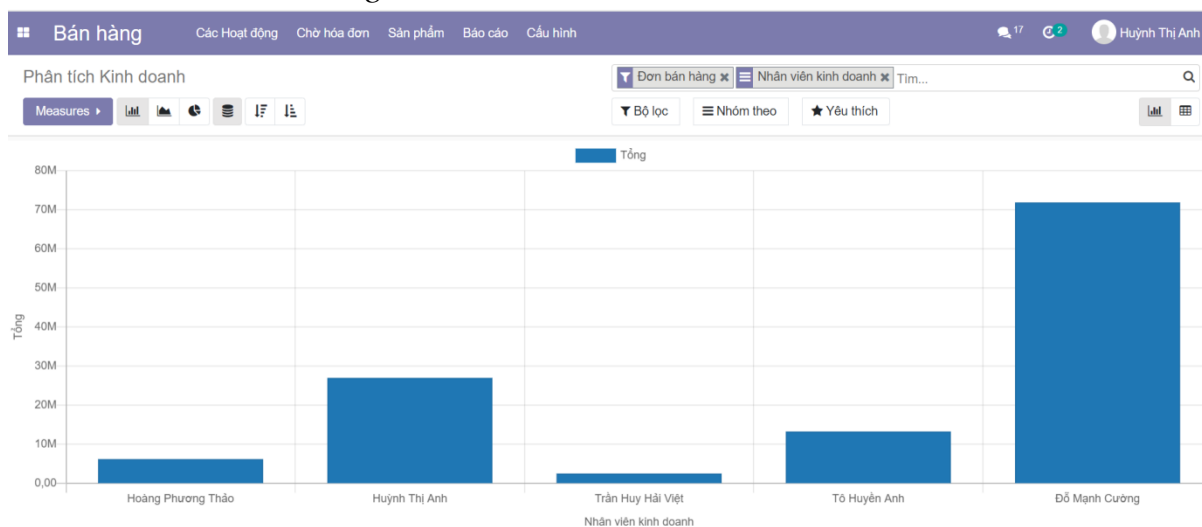 Bán hàng Các Hoạt động Chờ hóa đơn Sản phẩm Báo cáo Cấu hình 17 2 Huỳnh Thị Anh
Phân tích Kinh doanh Đơn bán hàng Nhân viên kinh doanh Tìm...
Measures Bộ lọc Nhóm theo Yêu thích
Tổng
80M
70M
60M
50M
40M
30M
20M
10M
0,00
Tổng
Hoàng Phương Thảo Huỳnh Thị Anh Trần Huy Hải Việt Tô Huyền Anh Đỗ Mạnh Cường
Nhân viên kinh doanh